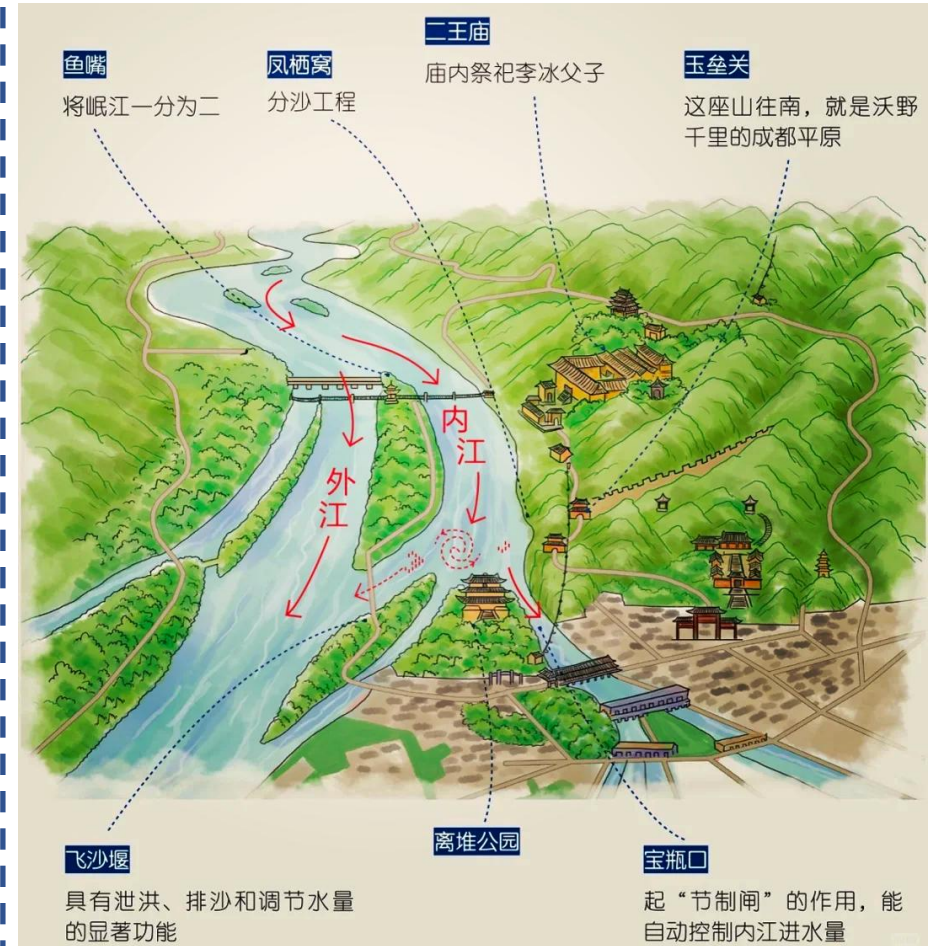 二王庙
庙内祭祀李冰父子
鱼嘴
将岷江一分为二
凤栖窝
分沙工程
玉垒关
这座山往南，就是沃野
千里的成都平原
内江
外江
飞沙堰
具有泄洪、排沙和调节水量
的显著功能
离堆公园
宝瓶口
起“节制闸”的作用，能
自动控制内江进水量